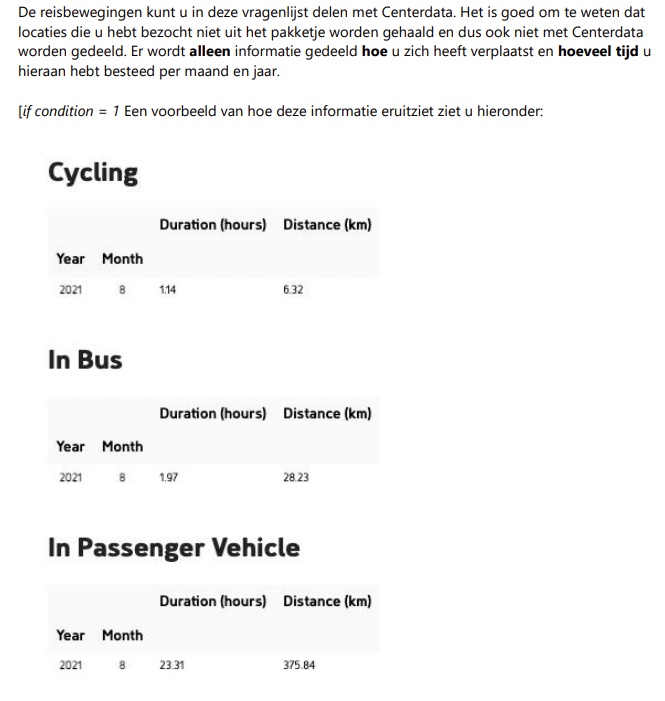 De reisbewegingen kunt u in deze vragenlijst delen met Centerdata. Het is goed om te weten dat
locaties die u hebt bezocht niet uit het pakketje worden gehaald en dus ook niet met Centerdata
worden gedeeld. Er wordt alleen informatie gedeeld hoe u zich heeft verplaatst en hoeveel tijd u
hieraan hebt besteed per maand en jaar.
[if condition = 1 Een voorbeeld van hoe deze informatie eruitziet ziet u hieronder:
Cycling
Duration (hours) Distance (km)
Year Month
2021 8 1.14 6.32
In Bus
Duration (hours) Distance (km)
Year Month
2021 8 1.97 28.23
In Passenger Vehicle
Duration (hours) Distance (km)
Year Month
2021 8 23.31 375.84